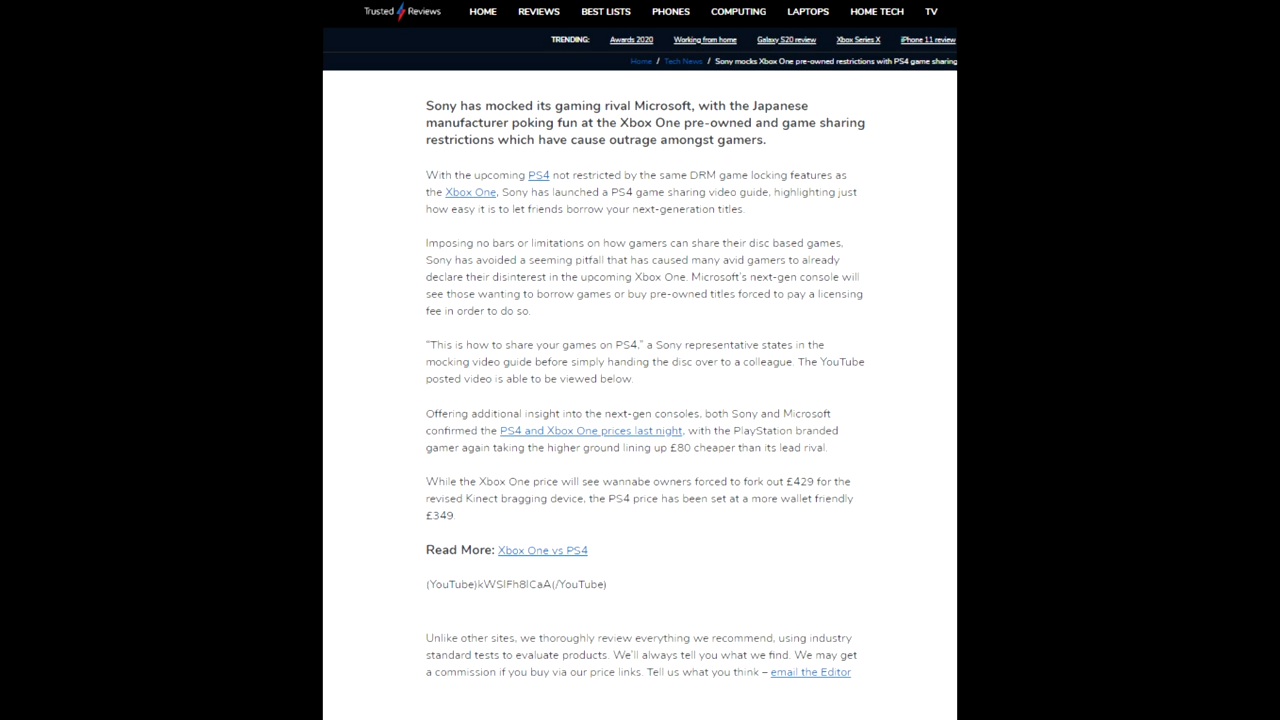 Trusted Reviews HOME REVIEWS BEST LISTS PHONES COMPUTING LAPTOPS HOME TECH TV
TRENDING: Awards 2020 Working from home Galaxy S20 review Xbox Series X iPhone 11 review
Home / Tech News / Sony mocks Xbox One pre-owned restrictions with PS4 game sharing
Sony has mocked its gaming rival Microsoft, with the Japanese
manufacturer poking fun at the Xbox One pre-owned and game sharing
restrictions which have cause outrage amongst gamers.
With the upcoming PS4 not restricted by the same DRM game locking features as
the Xbox One, Sony has launched a PS4 game sharing video guide, highlighting just
how easy it is to let friends borrow your next-generation titles.
Imposing no bars or limitations on how gamers can share their disc based games,
Sony has avoided a seeming pitfall that has caused many avid gamers to already
declare their disinterest in the upcoming Xbox One. Microsoft's next-gen console will
see those wanting to borrow games or buy pre-owned titles forced to pay a licensing
fee in order to do so.
"This is how to share your games on PS4," a Sony representative states in the
mocking video guide before simply handing the disc over to a colleague. The YouTube
posted video is able to be viewed below.
Offering additional insight into the next-gen consoles, both Sony and Microsoft
confirmed the PS4 and Xbox One prices last night, with the PlayStation branded
gamer again taking the higher ground lining up £80 cheaper than its lead rival.
While the Xbox One price will see wannabe owners forced to fork out £429 for the
revised Kinect bragging device, the PS4 price has been set at a more wallet friendly
£349.
Read More: Xbox One vs PS4
(YouTube)kWSIFh8ICaA(/YouTube)
Unlike other sites, we thoroughly review everything we recommend, using industry
standard tests to evaluate products. We'll always tell you what we find. We may get
a commission if you buy via our price links. Tell us what you think – email the Editor